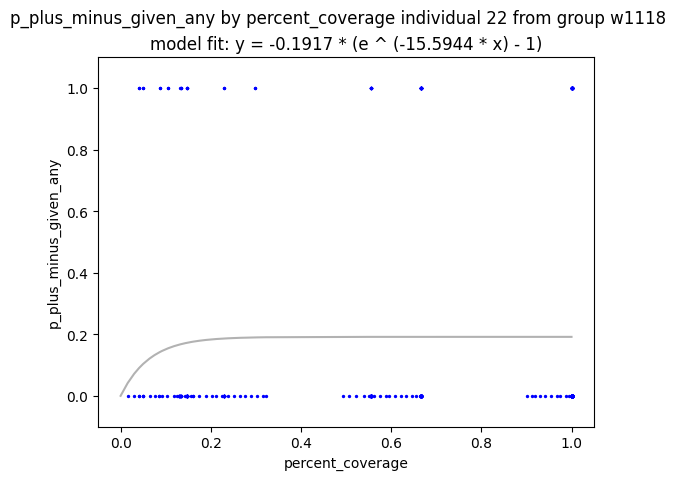 p_plus_minus_given_any by percent_coverage individual 22 from group w1118
model fit: y = -0.1917 * (e ^ (-15.5944 * x) - 1)
1.0
0.8
0.6
0.4
0.2
0.0
p_plus_minus_given_any
0.0 0.2 0.4 0.6 0.8 1.0
percent_coverage